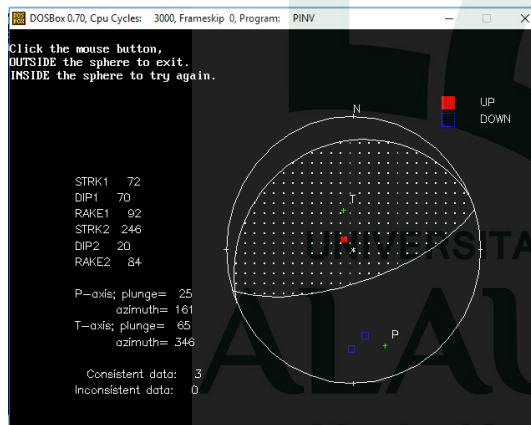 DOSBox 0.70, Cpu Cycles: 3000, Frameskip 0, Program: PINV
Click the mouse button,
OUTSIDE the sphere to exit.
INSIDE the sphere to try again.
UP
DOWN
N
STRK1 72
DIP1 70
RAKE1 92
STRK2 246
DIP2 20
RAKE2 84
T
P-axis; plunge= 25
azimuth= 161
T-axis; plunge= 65
azimuth= 346
P
Consistent data: 3
Inconsistent data: 0
UNIVERSITA
ALAU